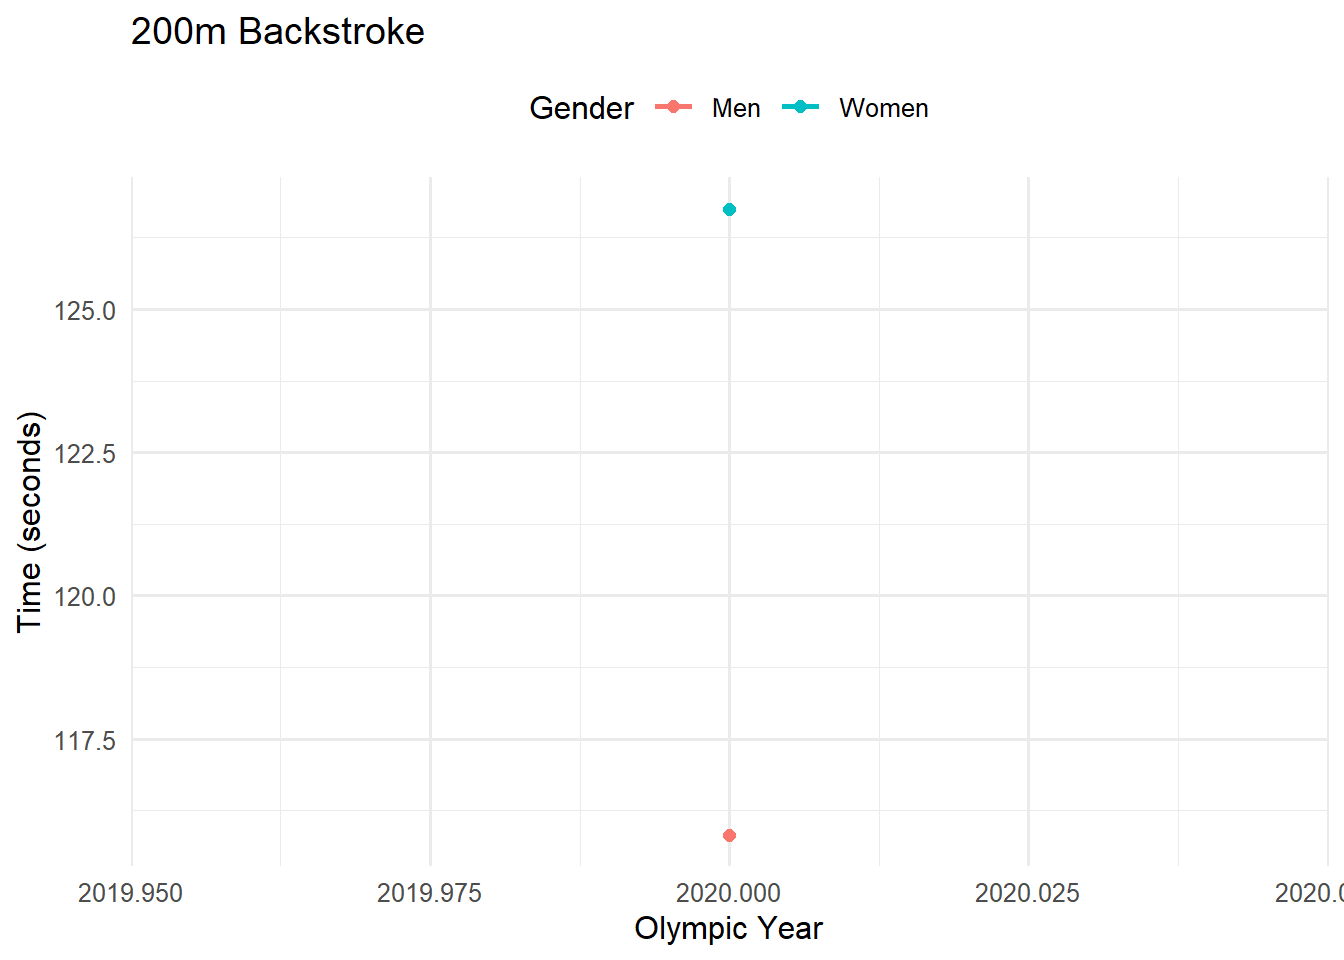 200m Backstroke
Gender Men Women
125.0
122.5
120.0
117.5
Time (seconds)
2019.950 2019.975 2020.000 2020.025
Olympic Year